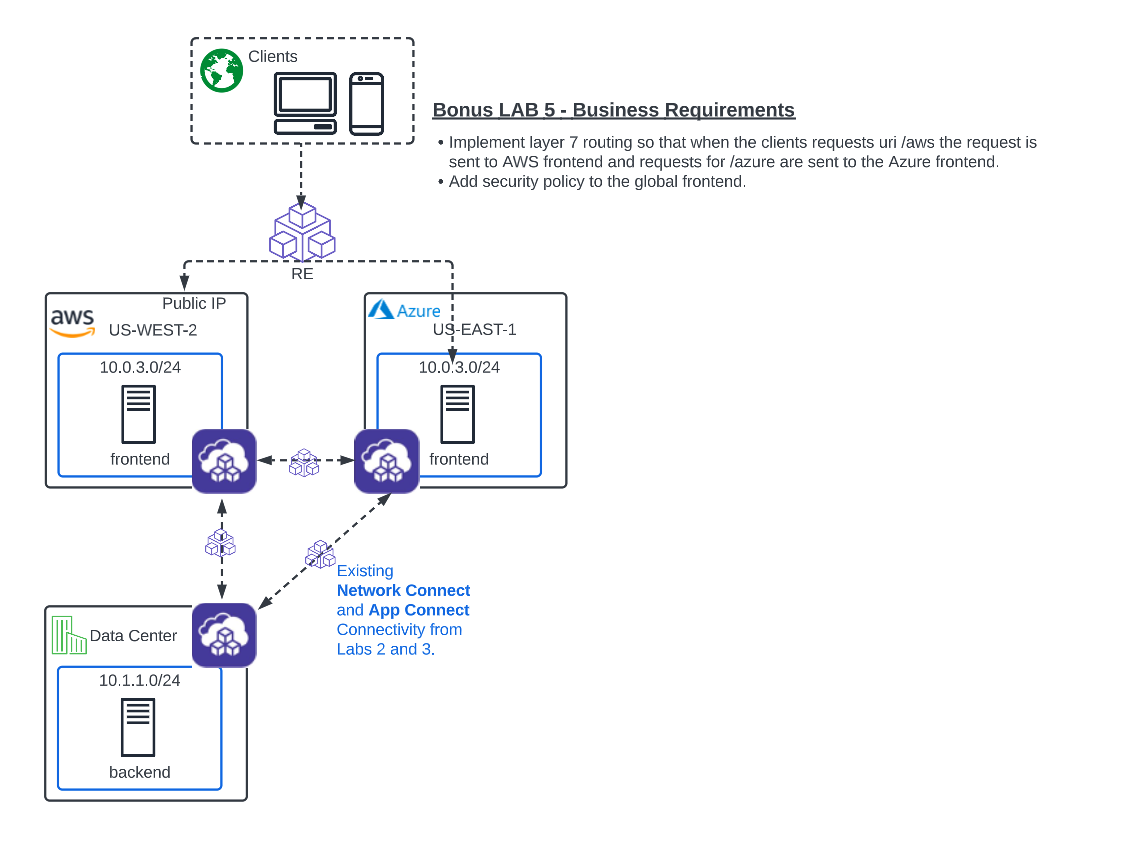 Clients
Bonus LAB 5 - Business Requirements
• Implement layer 7 routing so that when the clients requests uri /aws the request is
sent to AWS frontend and requests for /azure are sent to the Azure frontend.
• Add security policy to the global frontend.
RE
Public IP
aws
US-WEST-2
10.0.3.0/24
frontend
Azure
US-EAST-1
10.0.3.0/24
frontend
Existing
Network Connect
and App Connect
Connectivity from
Labs 2 and 3.
Data Center
10.1.1.0/24
backend